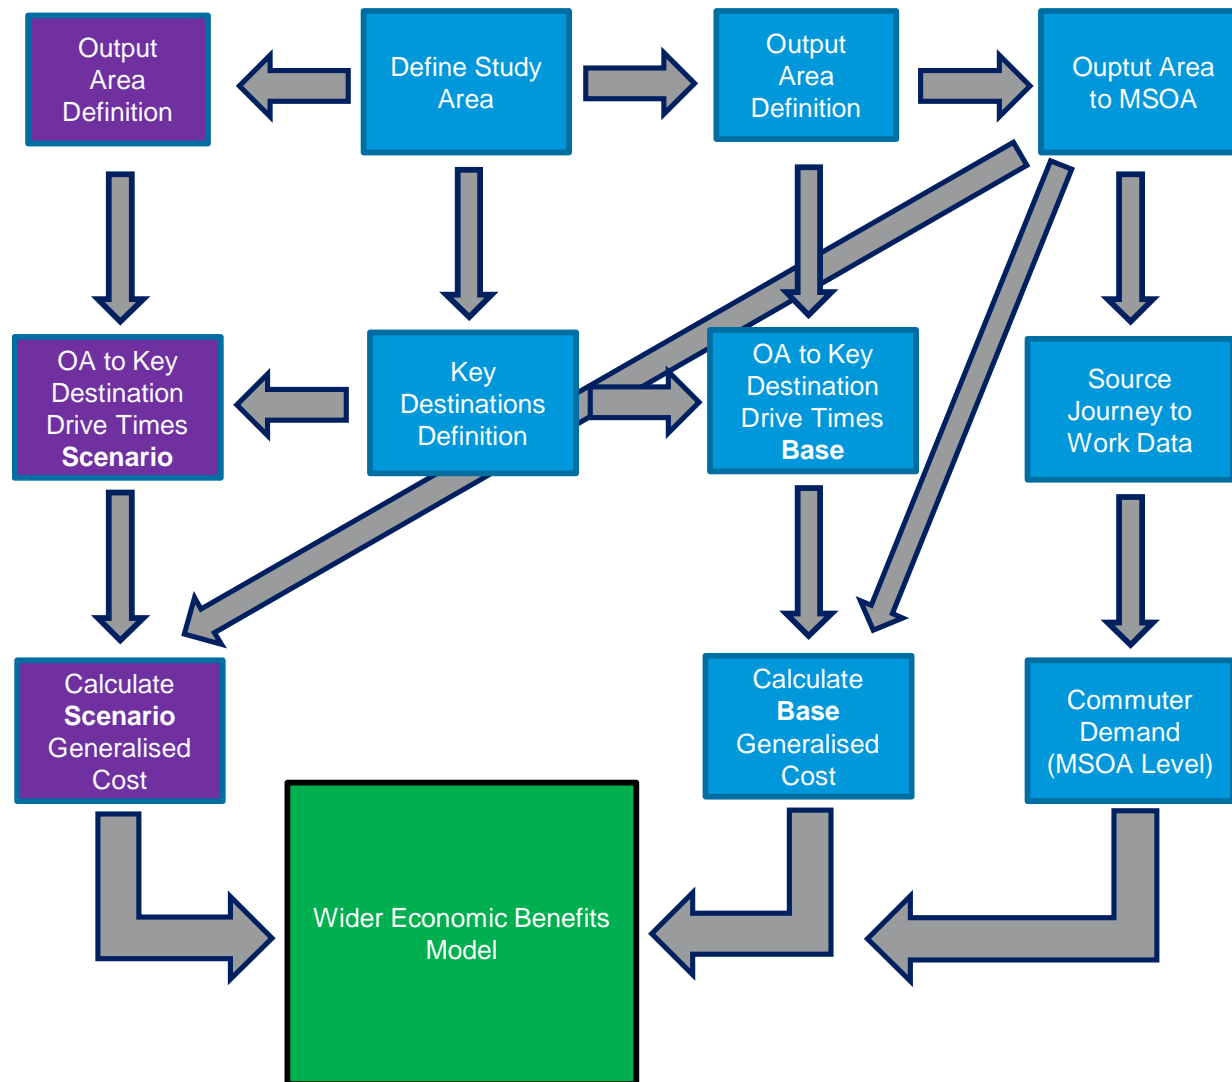 Output
Area
Definition
Define Study
Area
Output
Area
Definition
Ouptut Area
to MSOA
OA to Key
Destination
Drive Times
Scenario
Key
Destinations
Definition
OA to Key
Destination
Drive Times
Base
Source
Journey to
Work Data
Calculate
Scenario
Generalised
Cost
Calculate
Base
Generalised
Cost
Commuter
Demand
(MSOA Level)
Wider Economic Benefits
Model